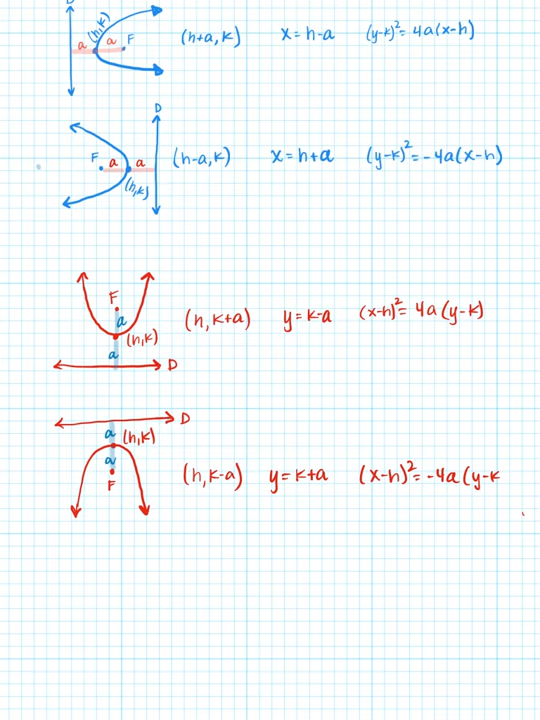 D
(h,k)
a a F (h+a, k) x = h-a (y-k)² = 4a(x-h)
D
F a a (h-a, k) x = h+a (y-k)² = -4a(x-h)
(h,k)
F
a (h, k+a) y = k-a (x-h)² = 4a(y-k)
(h,k)
a
D
D
a (h,k)
a (h, k-a) y = k+a (x-h)² = -4a(y-k
F